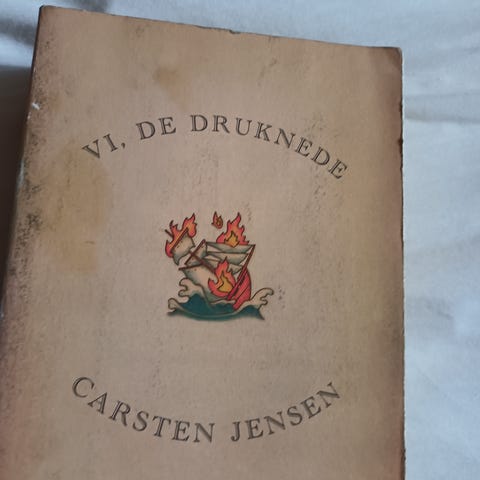 VI, DE DRUKNEDE
CARSTEN JENSEN